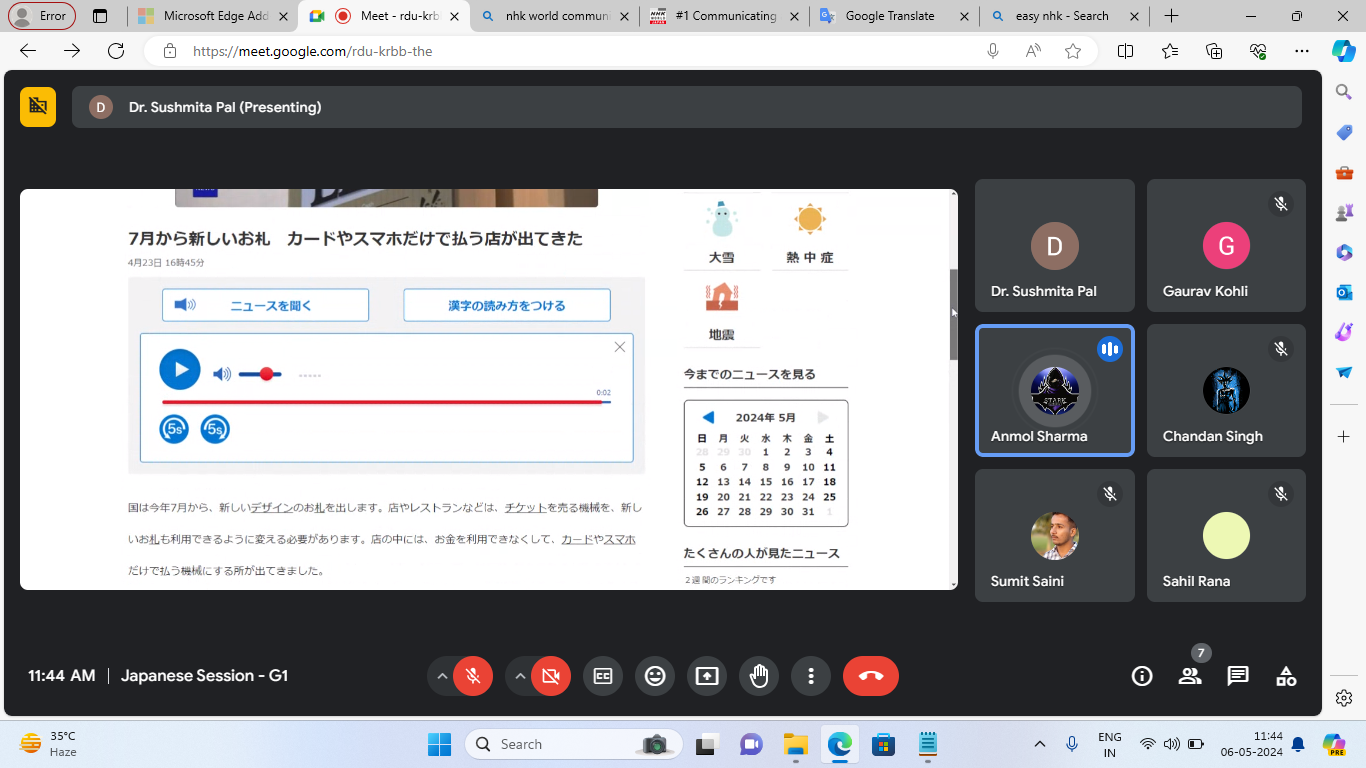 Error
Microsoft Edge Add
Meet - rdu-krb
nhk world commun
#1 Communicating
Google Translate
easy nhk - Search
https://meet.google.com/rdu-krbb-the
D
Dr. Sushmita Pal (Presenting)
7月から新しいお札　カードやスマホだけで払う店が出てきた
4月23日 16時45分
ニュースを聞く
漢字の読み方をつける
0:02
5s
5s
国は今年7月から、新しいデザインのお札を出します。店やレストランなどは、チケットを売る機械を、新し
いお札も利用できるように変える必要があります。店の中には、お金を利用できなくして、カードやスマホ
だけで払う機械にする所が出てきました。
大雪
熱中症
地震
今までのニュースを見る
2024年 5月
日 月 火 水 木 金 土
28 29 30 1 2 3 4
5 6 7 8 9 10 11
12 13 14 15 16 17 18
19 20 21 22 23 24 25
26 27 28 29 30 31 1
たくさんの人が見たニュース
2週間のランキングです
D
Dr. Sushmita Pal
G
Gaurav Kohli
STARK
Anmol Sharma
Chandan Singh
Sumit Saini
Sahil Rana
11:44 AM
Japanese Session - G1
7
35°C
Haze
Search
ENG
IN
11:44
06-05-2024
PRE